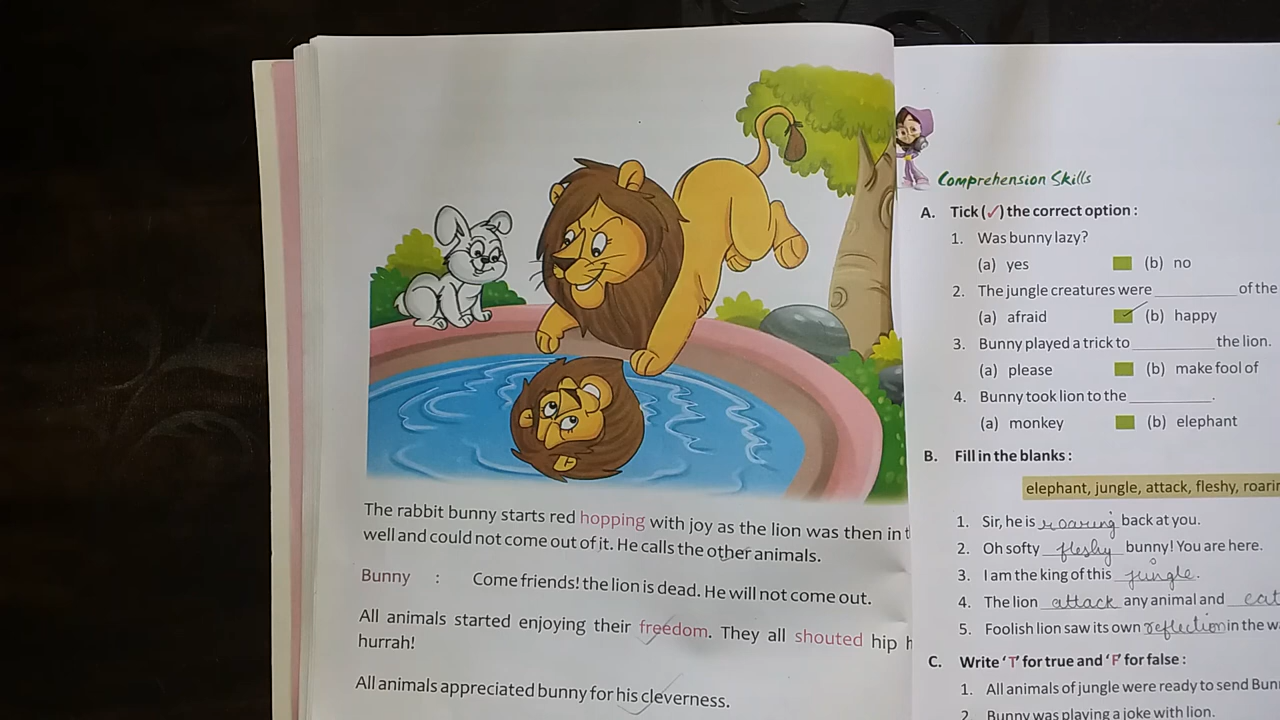 The rabbit bunny starts red hopping with joy as the lion was then in
well and could not come out of it. He calls the other animals.
Bunny : Come friends! the lion is dead. He will not come out.
All animals started enjoying their freedom. They all shouted hip
hurrah!
All animals appreciated bunny for his cleverness.
Comprehension Skills
A. Tick (✓) the correct option :
1. Was bunny lazy?
(a) yes (b) no
2. The jungle creatures were __________ of the
(a) afraid ✓ (b) happy
3. Bunny played a trick to __________ the lion.
(a) please (b) make fool of
4. Bunny took lion to the __________.
(a) monkey (b) elephant
B. Fill in the blanks :
elephant, jungle, attack, fleshy,
1. Sir, he is roaring back at you.
2. Oh softy fleshy bunny! You are here.
3. I am the king of this jungle.
4. The lion attack any animal and eat
5. Foolish lion saw its own reflection in the
C. Write 'T' for true and 'F' for false :
1. All animals of jungle were ready to send
2. Bunny was playing a joke with lion.